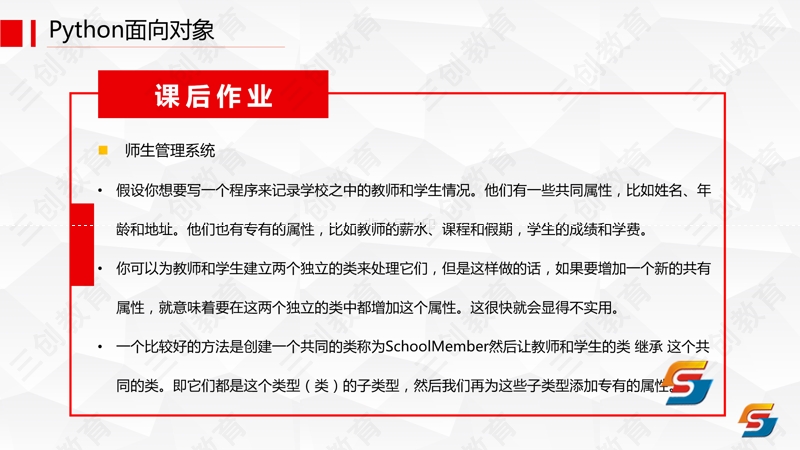 Python面向对象
课后作业
师生管理系统
• 假设你想要写一个程序来记录学校之中的教师和学生情况。他们有一些共同属性，比如姓名、年
龄和地址。他们也有专有的属性，比如教师的薪水、课程和假期，学生的成绩和学费。
• 你可以为教师和学生建立两个独立的类来处理它们，但是这样做的话，如果要增加一个新的共有
属性，就意味着要在这两个独立的类中都增加这个属性。这很快就会显得不实用。
• 一个比较好的方法是创建一个共同的类称为SchoolMember然后让教师和学生的类 继承 这个共
同的类。即它们都是这个类型（类）的子类型，然后我们再为这些子类型添加专有的属性。
三创教育